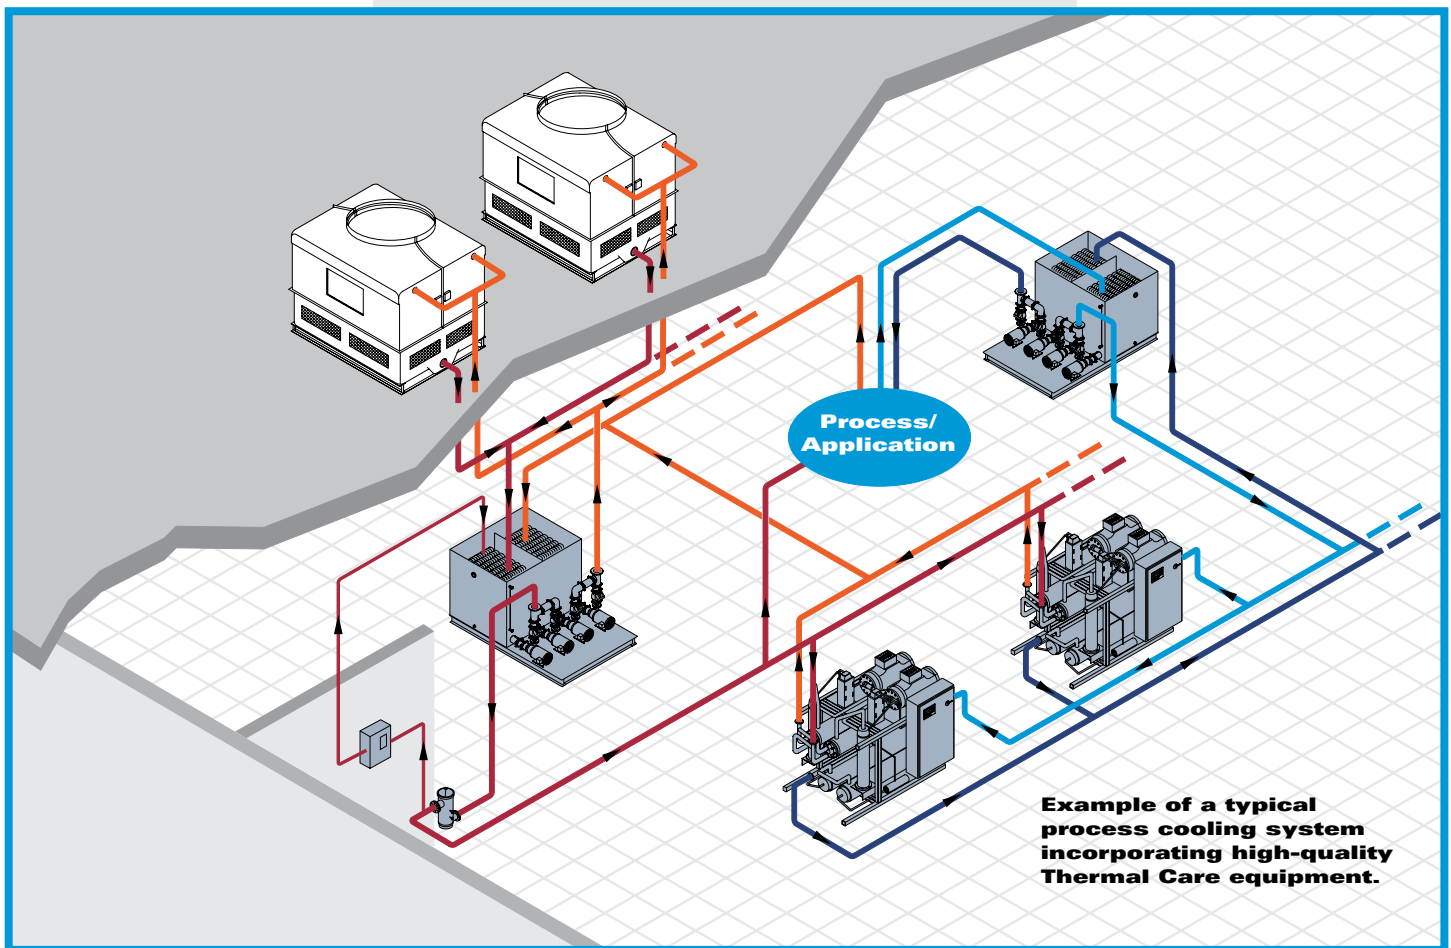 Process/
Application
Example of a typical
process cooling system
incorporating high-quality
Thermal Care equipment.